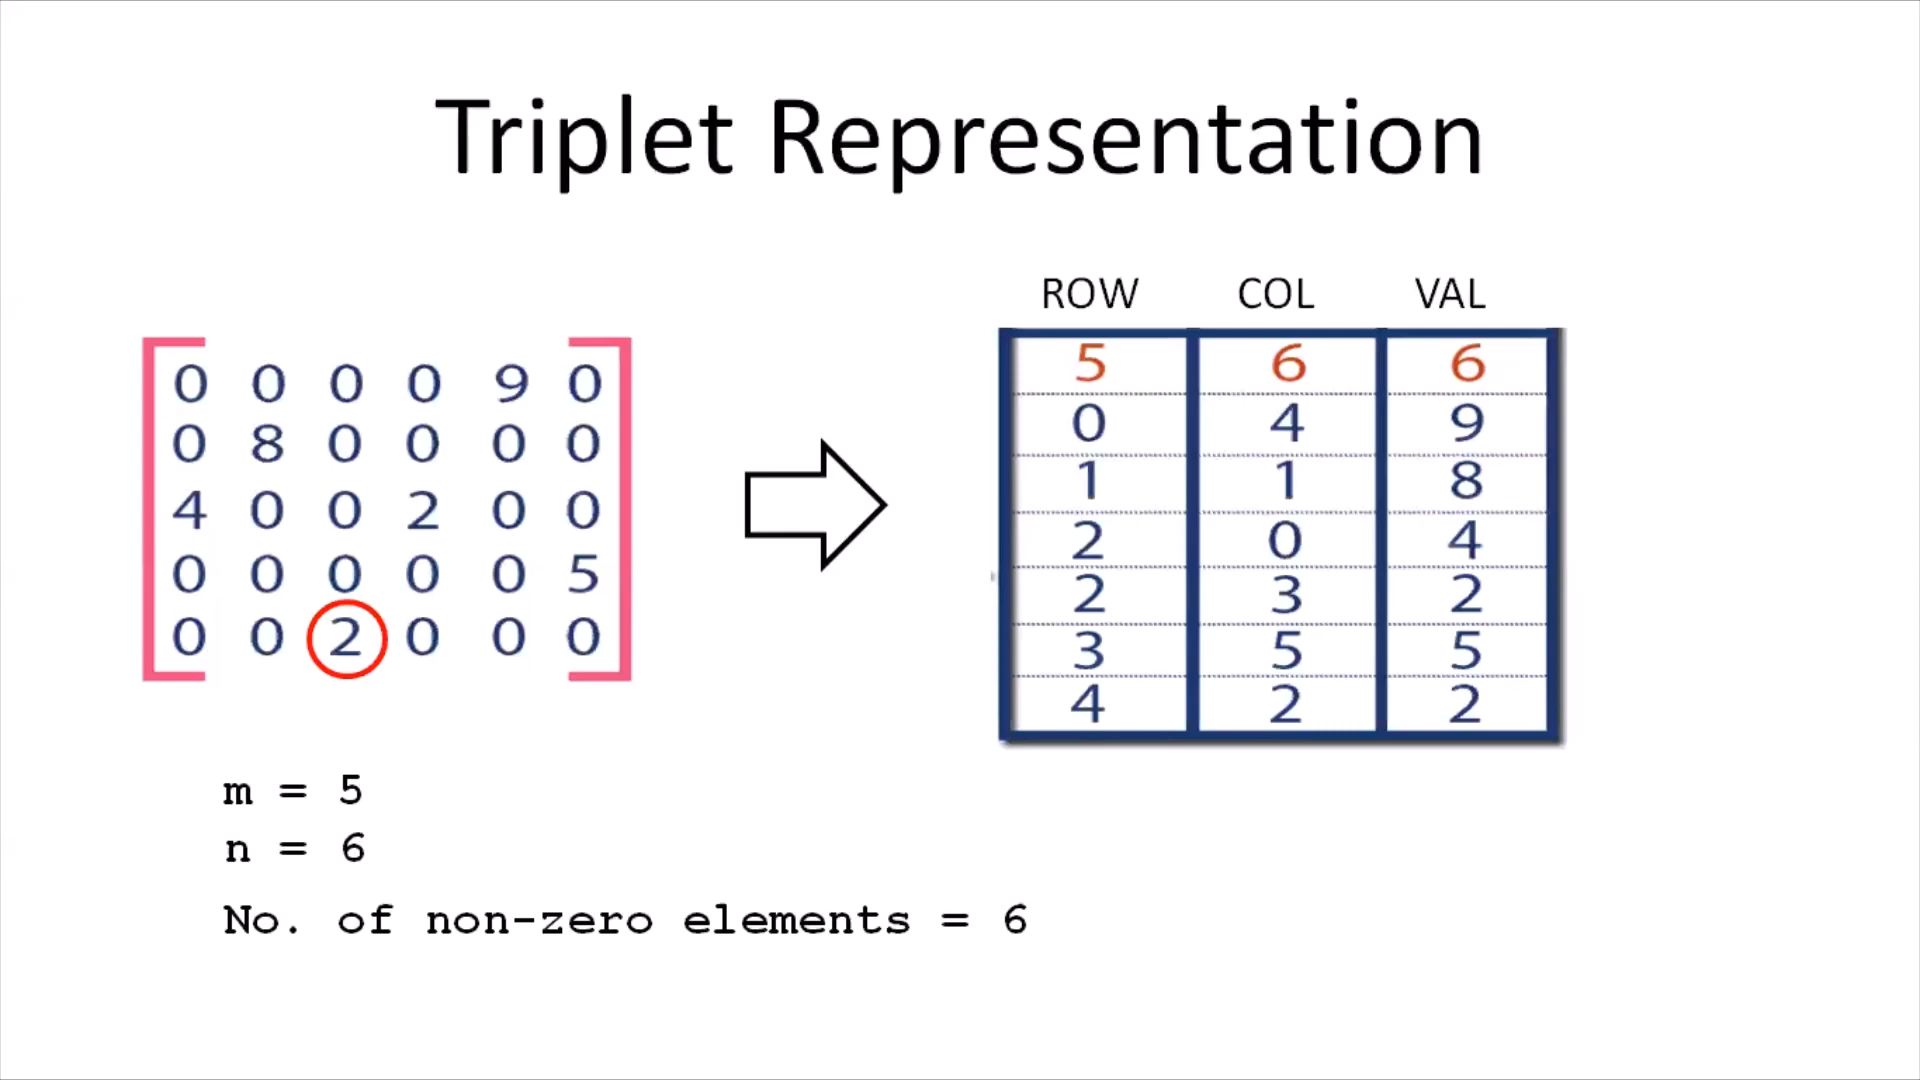 Triplet Representation
0 0 0 0 9 0
0 8 0 0 0 0
4 0 0 2 0 0
0 0 0 0 0 5
0 0 2 0 0 0
ROW COL VAL
5 6 6
0 4 9
1 1 8
2 0 4
2 3 2
3 5 5
4 2 2
m = 5
n = 6
No. of non-zero elements = 6